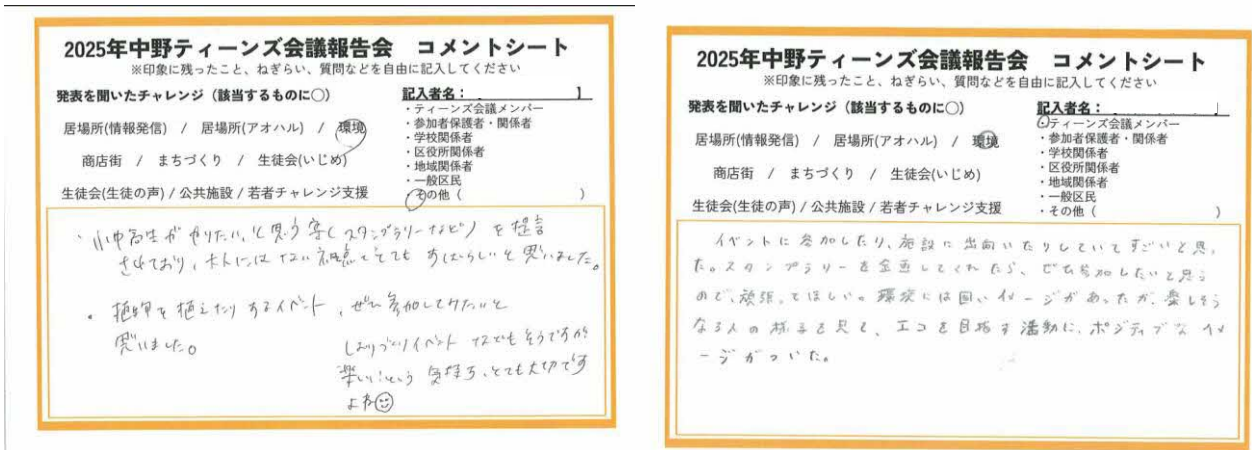 2025年中野ティーンズ会議報告会 コメントシート
※印象に残ったこと、ねぎらい、質問などを自由に記入してください
発表を聞いたチャレンジ（該当するものに○）
居場所(情報発信) / 居場所(アオハル) / 環境
商店街 / まちづくり / 生徒会(いじめ)
生徒会(生徒の声) / 公共施設 / 若者チャレンジ支援
記入者名： 】
・ティーンズ会議メンバー
・参加者保護者・関係者
・学校関係者
・区役所関係者
・地域関係者
・一般区民
・その他（ ）
・小中高生がやりたい、と思う事(スタンプラリーなど)を提言
されており、大人にはない視点でとてもすばらしいと思いました。
・植物を植えたりするイベント、ぜひ参加してみたいと
思いました。
しおりづくりイベントなどもそうですが
楽しい!という気持ち、とても大切です
よね
2025年中野ティーンズ会議報告会 コメントシート
※印象に残ったこと、ねぎらい、質問などを自由に記入してください
発表を聞いたチャレンジ（該当するものに○）
居場所(情報発信) / 居場所(アオハル) / 環境
商店街 / まちづくり / 生徒会(いじめ)
生徒会(生徒の声) / 公共施設 / 若者チャレンジ支援
記入者名： 】
・ティーンズ会議メンバー
・参加者保護者・関係者
・学校関係者
・区役所関係者
・地域関係者
・一般区民
・その他（ ）
イベントに参加したり、施設に出向いたりしていてすごいと思っ
た。スタンプラリーを企画してくれたら、ぜひ参加したいと思う
ので、頑張ってほしい。環境には固いイメージがあったが、楽しそう
な3人の様子を見て、エコを目指す活動に、ポジティブなイメ
ージがついた。